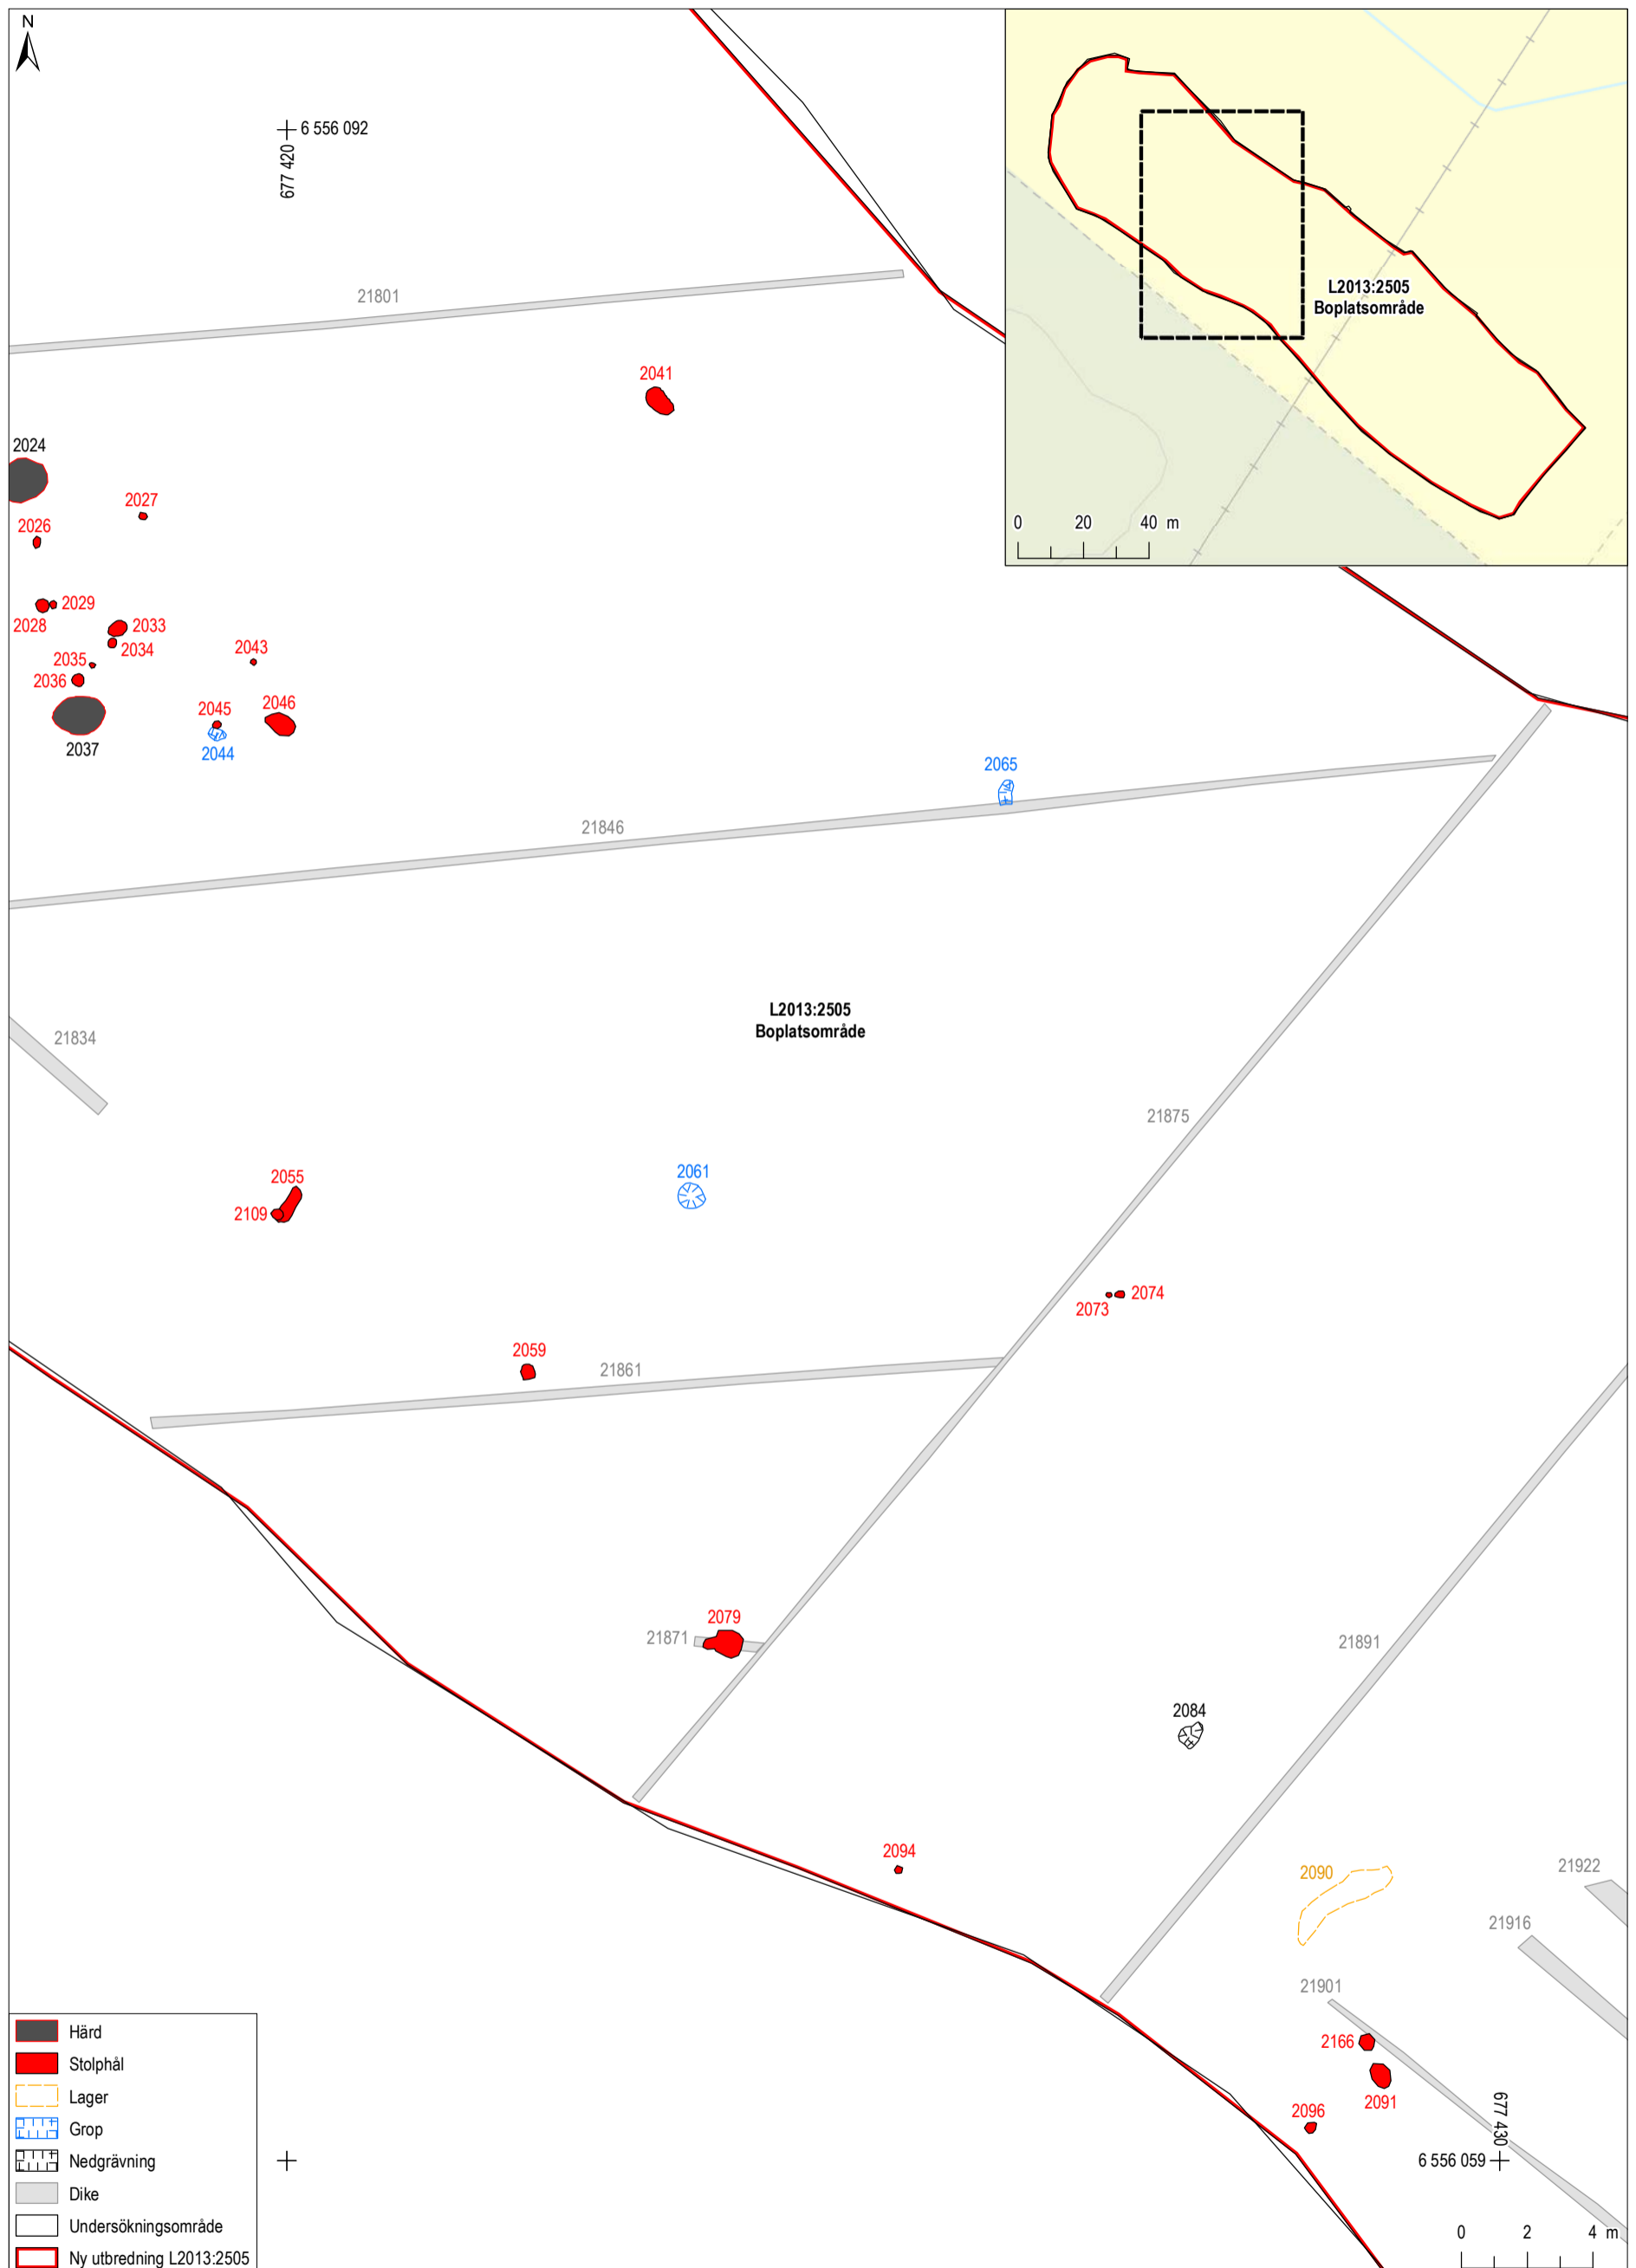 N
6 556 092
677 420
L2013:2505
Boplatsområde
0 20 40 m
21801
2041
2024
2027
2026
2029
2028
2033
2034
2043
2035
2036
2046
2045
2037
2044
2065
21846
L2013:2505
Boplatsområde
21834
21875
2055
2061
2109
2074
2073
2059
21861
2079
21871
21891
2084
2094
2090
21922
21916
21901
2166
2091
2096
677 430
6 556 059
Härd
Stolphål
Lager
Grop
Nedgrävning
Dike
Undersökningsområde
Ny utbredning L2013:2505
0 2 4 m